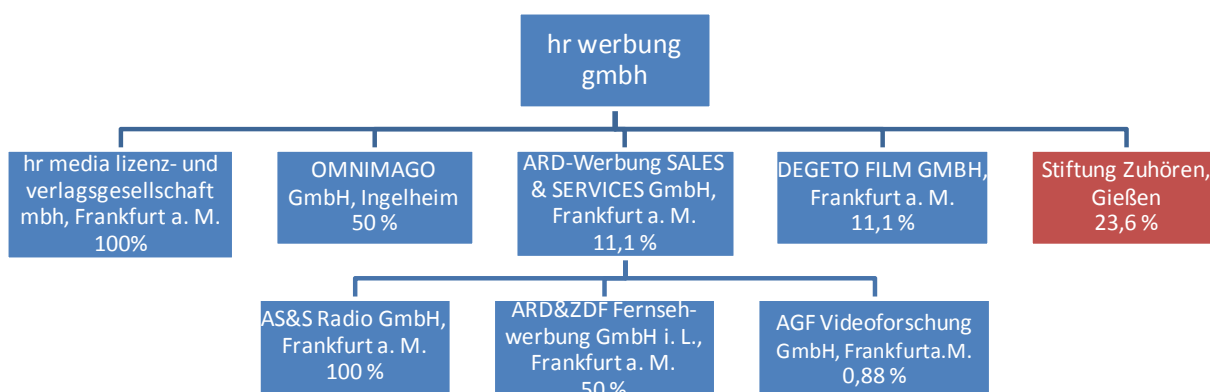 hr werbung
gmbh
hr media lizenz- und
verlagsgesellschaft
mbh, Frankfurt a. M.
100%
OMNIMAGO
GmbH, Ingelheim
50 %
ARD-Werbung SALES
& SERVICES GmbH,
Frankfurt a. M.
11,1 %
DEGETO FILM GMBH,
Frankfurt a. M.
11,1 %
Stiftung Zuhören,
Gießen
23,6 %
AS&S Radio GmbH,
Frankfurt a. M.
100 %
ARD&ZDF Fernseh-
werbung GmbH i. L.,
Frankfurt a. M.
50 %
AGF Videoforschung
GmbH, Frankfurta.M.
0,88 %